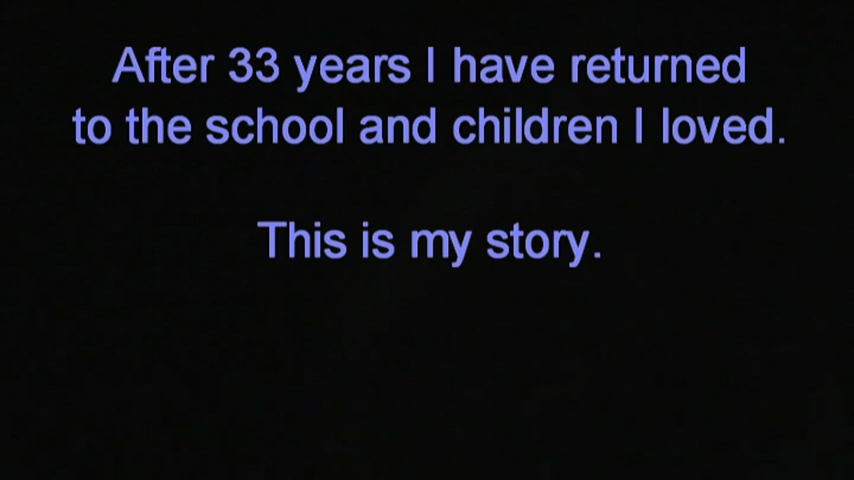 After 33 years I have returned
to the school and children I loved.
This is my story.